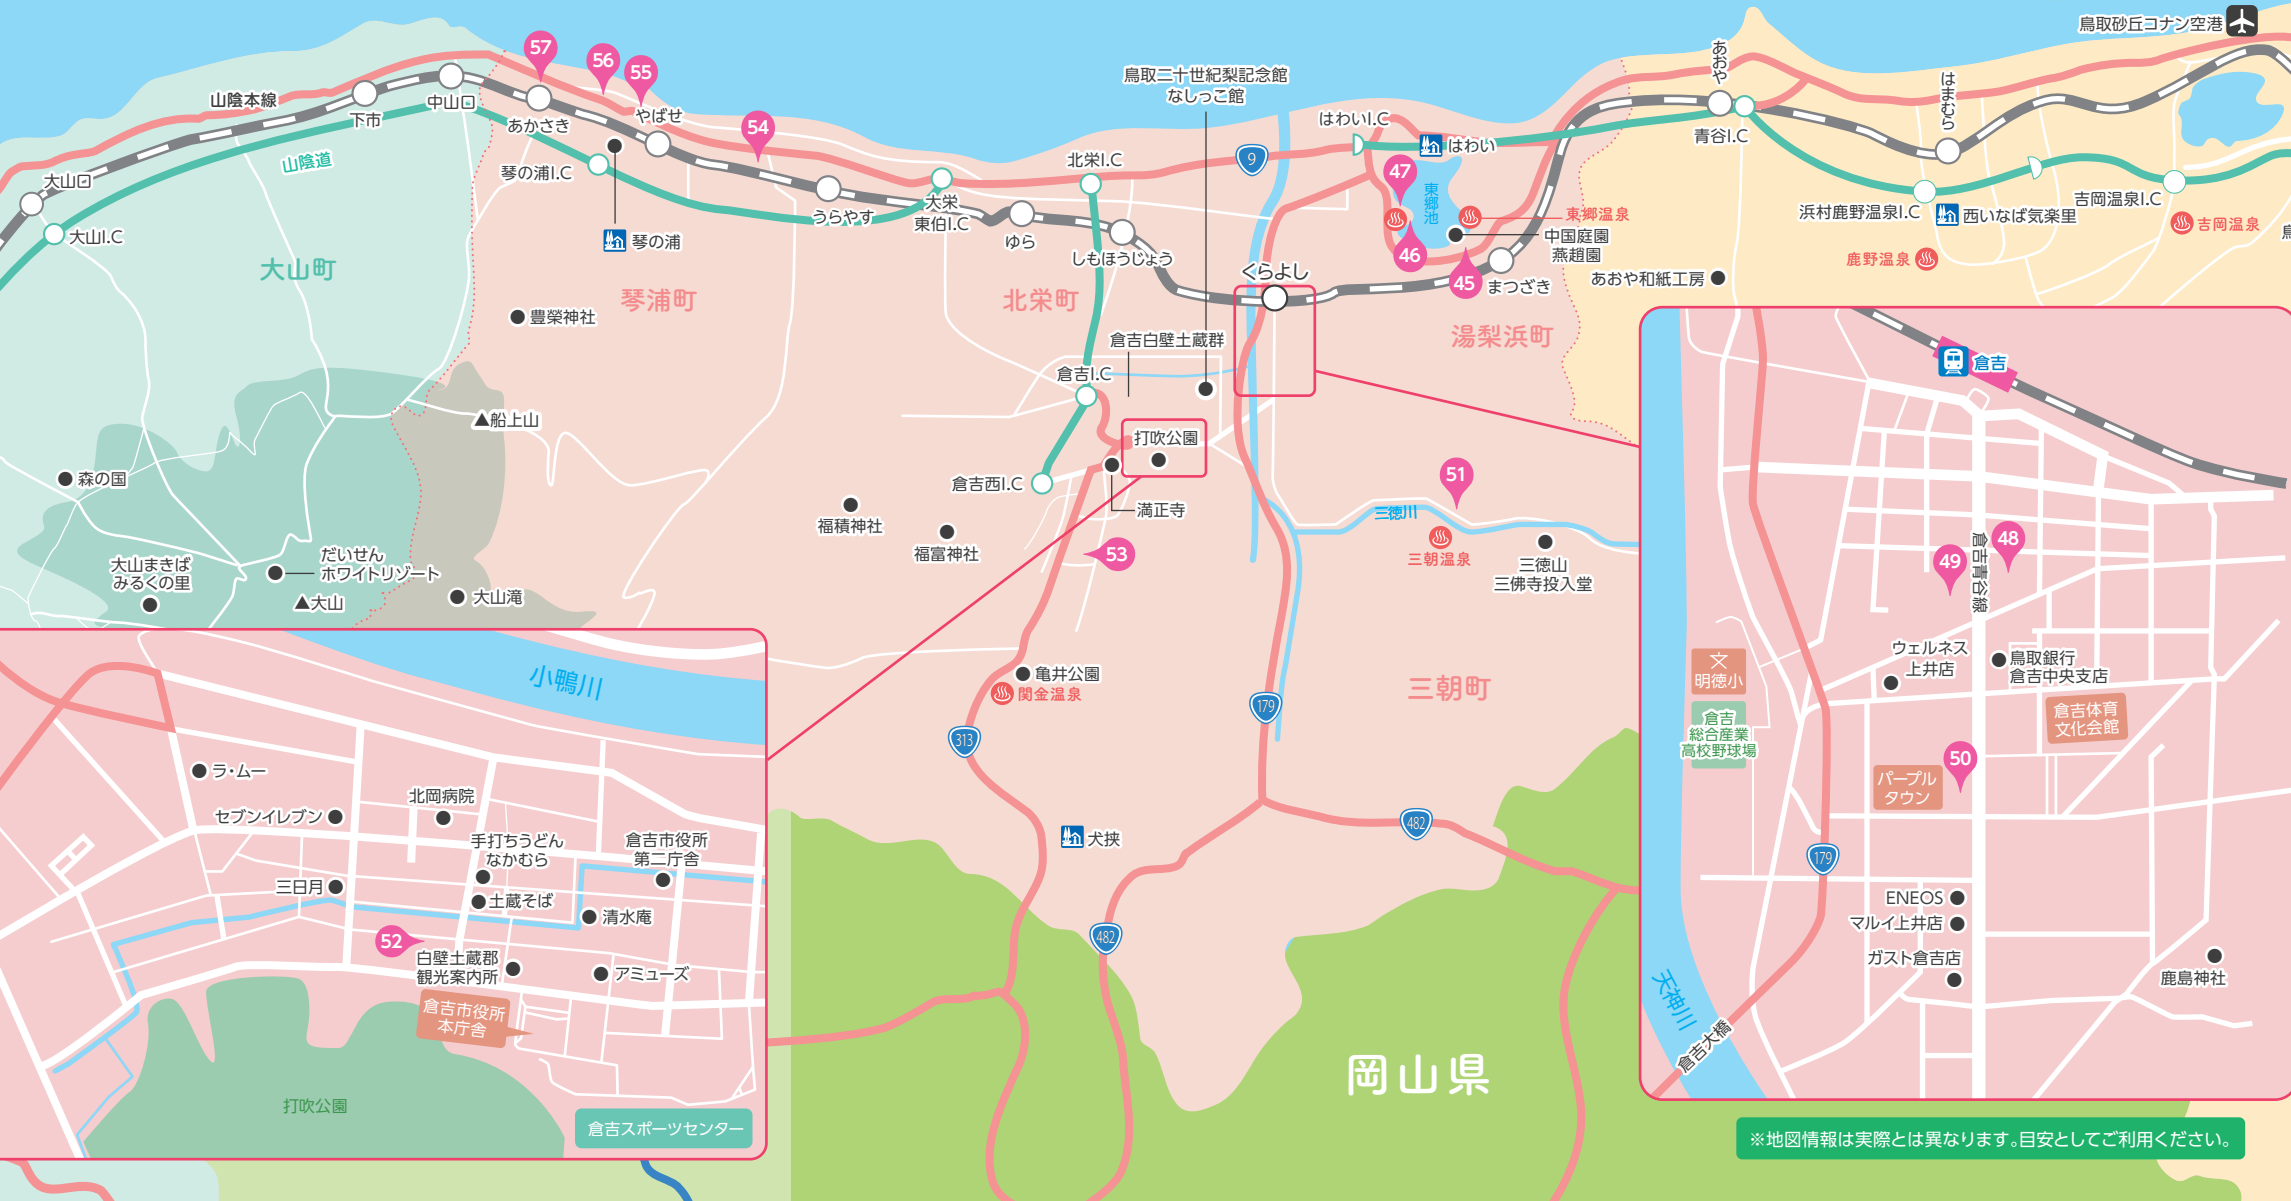 鳥取砂丘コナン空港
57
56
55
54
山陰本線
下市
中山口
あかさき
やばせ
鳥取二十世紀梨記念館
なしっこ館
9
はわいI.C
はわい
あおや
青谷I.C
はまむら
大山口
大山I.C
山陰道
琴の浦I.C
琴の浦
うらやす
大栄
東伯I.C
ゆら
北栄I.C
しもほうじょう
くらよし
47
46
45
東郷池
東郷温泉
中国庭園
燕趙園
まつざき
あおや和紙工房
浜村鹿野温泉I.C
西いなば気楽里
鹿野温泉
吉岡温泉I.C
吉岡温泉
大山町
琴浦町
北栄町
湯梨浜町
豊榮神社
▲船上山
倉吉白壁土蔵群
倉吉I.C
打吹公園
倉吉西I.C
満正寺
53
福積神社
福富神社
51
三徳川
三朝温泉
三徳山
三佛寺投入堂
森の国
大山まきば
みるくの里
だいせん
ホワイトリゾート
▲大山
大山滝
亀井公園
関金温泉
313
179
三朝町
482
482
犬挟
岡山県
小鴨川
ラ・ムー
セブンイレブン
北岡病院
手打ちうどん
なかむら
倉吉市役所
第二庁舎
三日月
土蔵そば
清水庵
52
白壁土蔵郡
観光案内所
アミューズ
倉吉市役所
本庁舎
打吹公園
倉吉スポーツセンター
倉吉
倉吉青谷線
48
49
ウェルネス
上井店
鳥取銀行
倉吉中央支店
文
明徳小
倉吉
総合産業
高校野球場
倉吉体育
文化会館
50
パープル
タウン
179
ENEOS
マルイ上井店
ガスト倉吉店
鹿島神社
天神川
倉吉大橋
※地図情報は実際とは異なります。目安としてご利用ください。